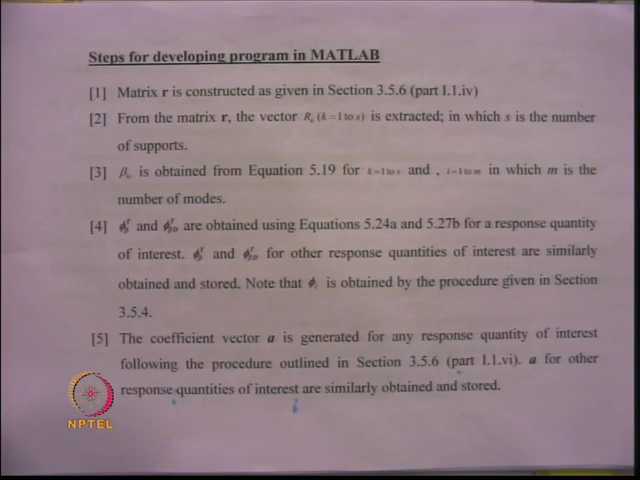 Steps for developing program in MATLAB
[1] Matrix r is constructed as given in Section 3.5.6 (part I.1.iv)
[2] From the matrix r, the vector Rₖ (k = 1 to s) is extracted; in which s is the number
of supports.
[3] is obtained from Equation 5.19 for k = 1 to s and , i = 1 to m in which m is the
number of modes.
[4] and are obtained using Equations 5.24a and 5.27b for a response quantity
of interest. and for other response quantities of interest are similarly
obtained and stored. Note that is obtained by the procedure given in Section
3.5.4.
[5] The coefficient vector a is generated for any response quantity of interest
following the procedure outlined in Section 3.5.6 (part I.1.vi). a for other
response quantities of interest are similarly obtained and stored.
NPTEL